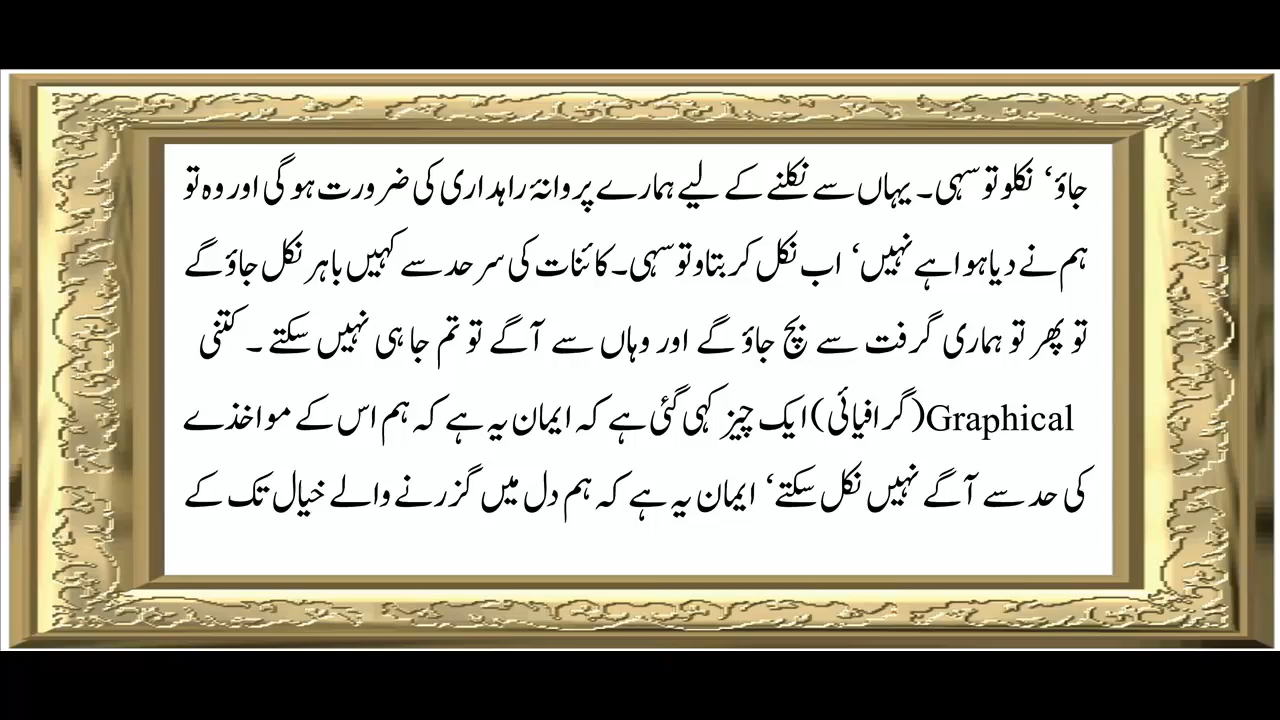 جاؤ‘ نکلو تو سہی۔ یہاں سے نکلنے کے لیے ہمارے پروانۂ راہداری کی ضرورت ہو گی اور وہ تو
ہم نے دیا ہوا ہے نہیں‘ اب نکل کر بتاو تو سہی۔ کائنات کی سرحد سے کہیں باہر نکل جاؤ گے
تو پھر تو ہماری گرفت سے بچ جاؤ گے اور وہاں سے آگے تو تم جا ہی نہیں سکتے ۔ کتنی
Graphical(گرافیائی) ایک چیز کہی گئی ہے کہ ایمان یہ ہے کہ ہم اس کے مواخذے
کی حد سے آگے نہیں نکل سکتے‘ ایمان یہ ہے کہ ہم دل میں گزرنے والے خیال تک کے